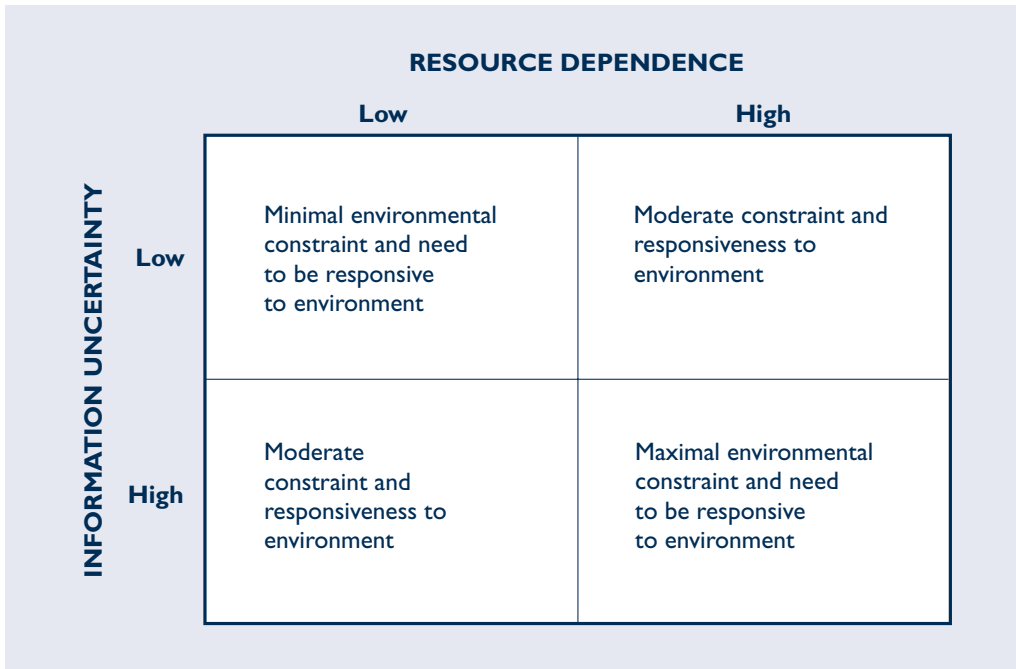 RESOURCE DEPENDENCE
Low
High
INFORMATION UNCERTAINTY
Low
Minimal environmental
constraint and need
to be responsive
to environment
Moderate constraint and
responsiveness to
environment
High
Moderate
constraint and
responsiveness to
environment
Maximal environmental
constraint and need
to be responsive
to environment